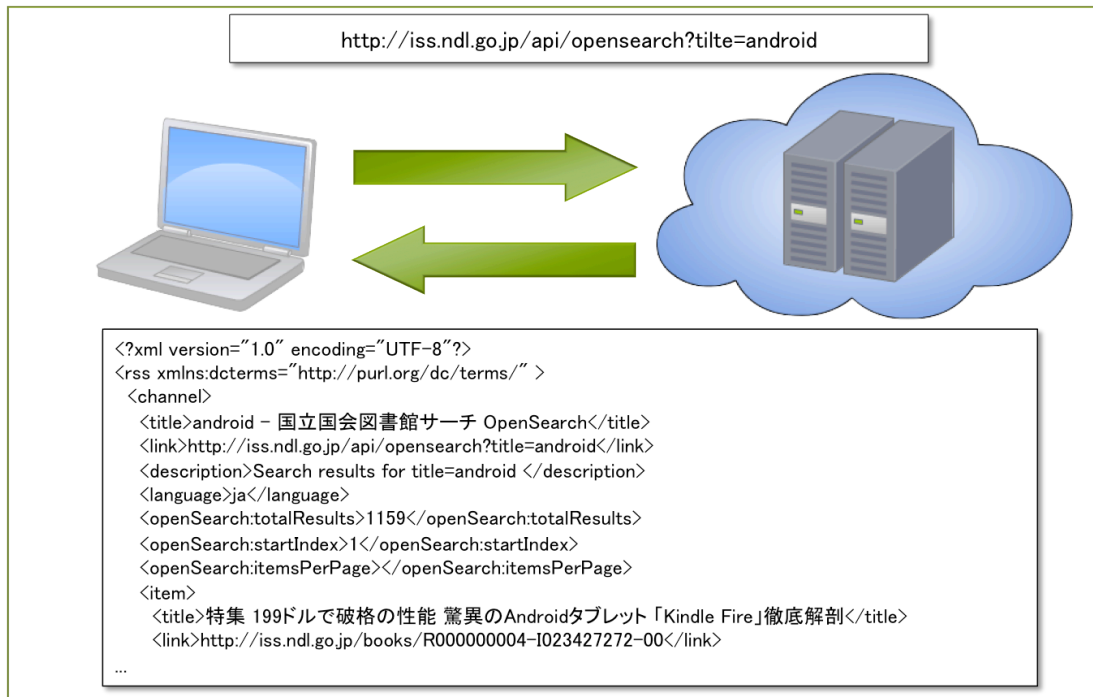 http://iss.ndl.go.jp/api/opensearch?tilte=android
<?xml version="1.0" encoding="UTF-8"?>
<rss xmlns:dcterms="http://purl.org/dc/terms/" >
<channel>
<title>android - 国立国会図書館サーチ OpenSearch</title>
<link>http://iss.ndl.go.jp/api/opensearch?title=android</link>
<description>Search results for title=android </description>
<language>ja</language>
<openSearch:totalResults>1159</openSearch:totalResults>
<openSearch:startIndex>1</openSearch:startIndex>
<openSearch:itemsPerPage></openSearch:itemsPerPage>
<item>
<title>特集 199ドルで破格の性能 驚異のAndroidタブレット 「Kindle Fire」徹底解剖</title>
<link>http://iss.ndl.go.jp/books/R000000004-I023427272-00</link>
...